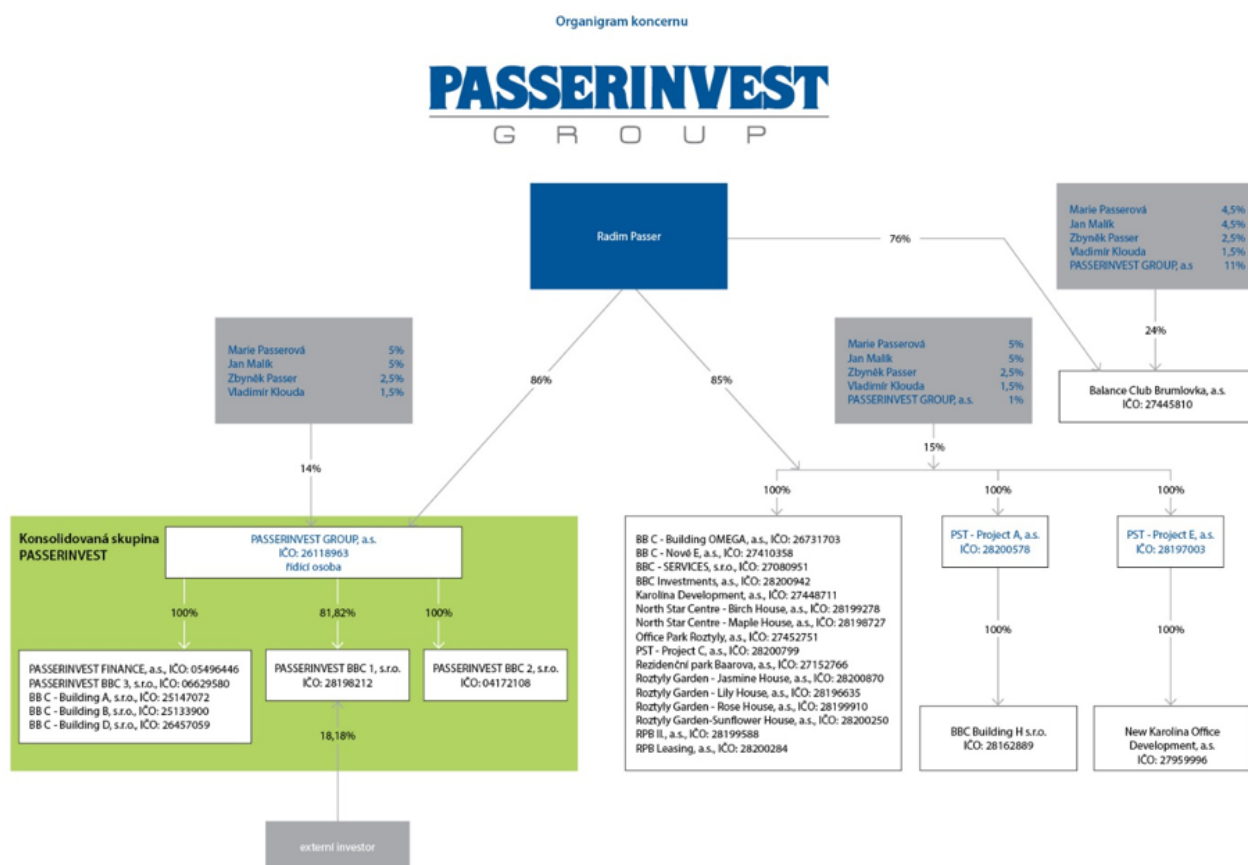 Organigram koncernu
PASSERINVEST
GROUP
Radim Passer
76%
Marie Passerová 4,5%
Jan Malík 4,5%
Zbyněk Passer 2,5%
Vladimír Klouda 1,5%
PASSERINVEST GROUP, a.s 11%
24%
Balance Club Brumlovka, a.s.
IČO: 27445810
Marie Passerová 5%
Jan Malík 5%
Zbyněk Passer 2,5%
Vladimír Klouda 1,5%
14%
86%
85%
Marie Passerová 5%
Jan Malík 5%
Zbyněk Passer 2,5%
Vladimír Klouda 1,5%
PASSERINVEST GROUP, a.s. 1%
15%
Konsolidovaná skupina
PASSERINVEST
PASSERINVEST GROUP, a.s.
IČO: 26118963
řídicí osoba
100%
81,82%
100%
PASSERINVEST FINANCE, a.s., IČO: 05496446
PASSERINVEST BBC 3, s.r.o., IČO: 06629580
BB C - Building A, s.r.o., IČO: 25147072
BB C - Building B, s.r.o., IČO: 25133900
BB C - Building D, s.r.o., IČO: 26457059
PASSERINVEST BBC 1, s.r.o.
IČO: 28198212
PASSERINVEST BBC 2, s.r.o.
IČO: 04172108
18,18%
externí investor
100%
100%
100%
BB C - Building OMEGA, a.s., IČO: 26731703
BB C - Nové E, a.s., IČO: 27410358
BBC - SERVICES, s.r.o., IČO: 27080951
BBC Investments, a.s., IČO: 28200942
Karolína Development, a.s., IČO: 27448711
North Star Centre - Birch House, a.s., IČO: 28199278
North Star Centre - Maple House, a.s., IČO: 28198727
Office Park Roztyly, a.s., IČO: 27452751
PST - Project C, a.s., IČO: 28200799
Rezidenční park Baarova, a.s., IČO: 27152766
Roztyly Garden - Jasmine House, a.s., IČO: 28200870
Roztyly Garden - Lily House, a.s., IČO: 28196635
Roztyly Garden - Rose House, a.s., IČO: 28199910
Roztyly Garden-Sunflower House, a.s., IČO: 28200250
RPB II., a.s., IČO: 28199588
RPB Leasing, a.s., IČO: 28200284
PST - Project A, a.s.
IČO: 28200578
PST - Project E, a.s.
IČO: 28197003
100%
100%
BBC Building H s.r.o.
IČO: 28162889
New Karolina Office
Development, a.s.
IČO: 27959996